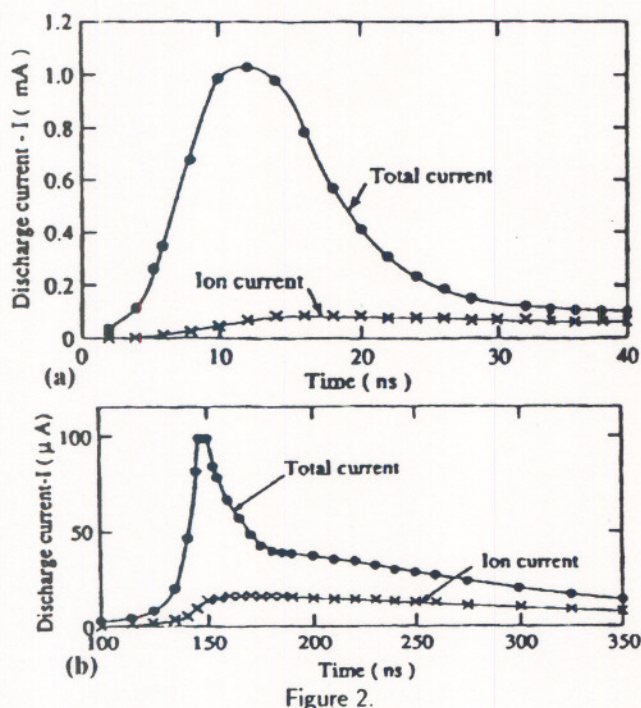 1.2
1.0
0.8
0.6
0.4
0.2
0
Discharge current - I ( mA )
Total current
Ion current
0 10 20 30 40
(a)
Time ( ns )
100
50
0
Discharge current-I ( μ A )
Total current
Ion current
100 150 200 250 300 350
(b)
Time ( ns )
Figure 2.